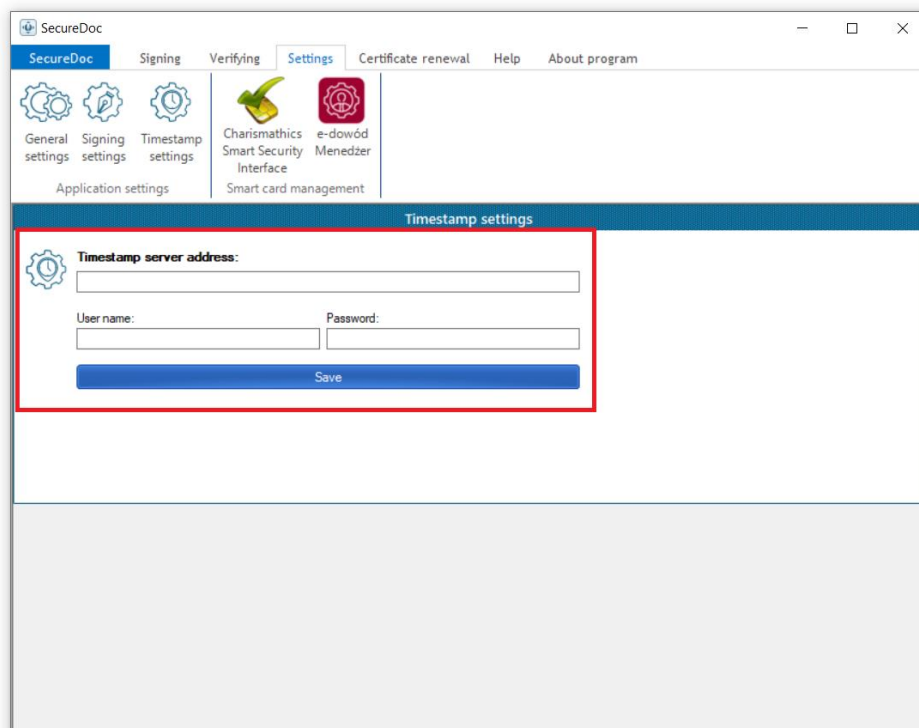 SecureDoc
SecureDoc Signing Verifying Settings Certificate renewal Help About program
General settings
Signing settings
Timestamp settings
Charismathics Smart Security Interface
e-dowód Menedżer
Application settings
Smart card management
Timestamp settings
Timestamp server address:
User name: Password:
Save